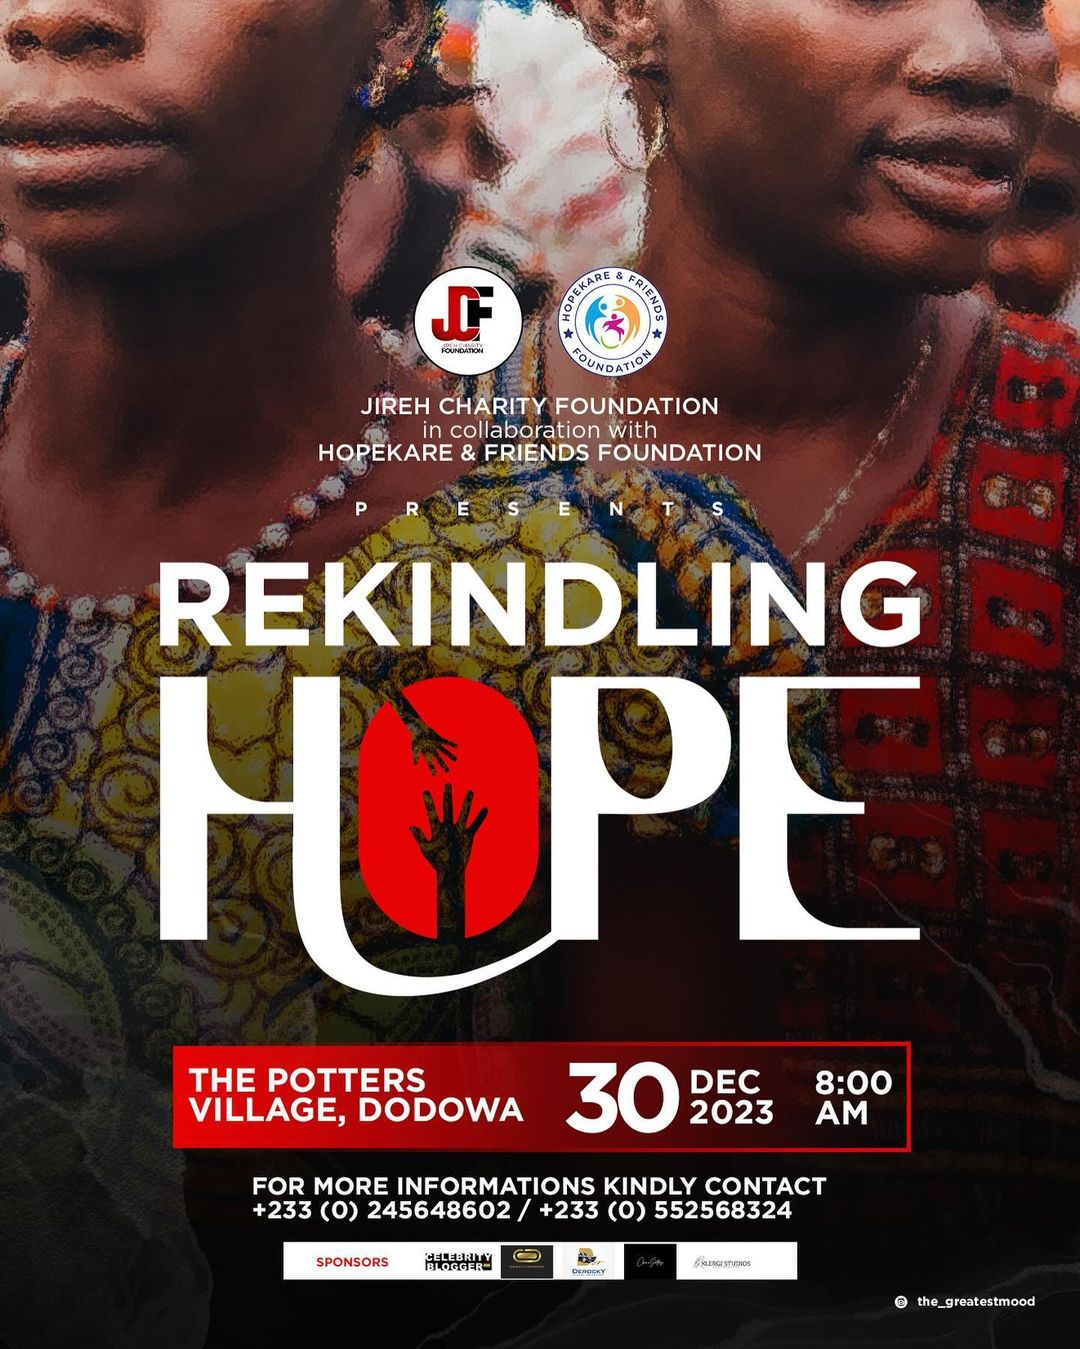 JCF
JIREH CHARITY
FOUNDATION
HOPEKARE & FRIENDS
FOUNDATION
JIREH CHARITY FOUNDATION
in collaboration with
HOPEKARE & FRIENDS FOUNDATION
PRESENTS
REKINDLING
HOPE
THE POTTERS
VILLAGE, DODOWA
30
DEC
2023
8:00
AM
FOR MORE INFORMATIONS KINDLY CONTACT
+233 (0) 245648602 / +233 (0) 552568324
SPONSORS
CELEBRITY
BLOGGER
DEROCKY
KLERGI STUDIOS
the_greatestmood